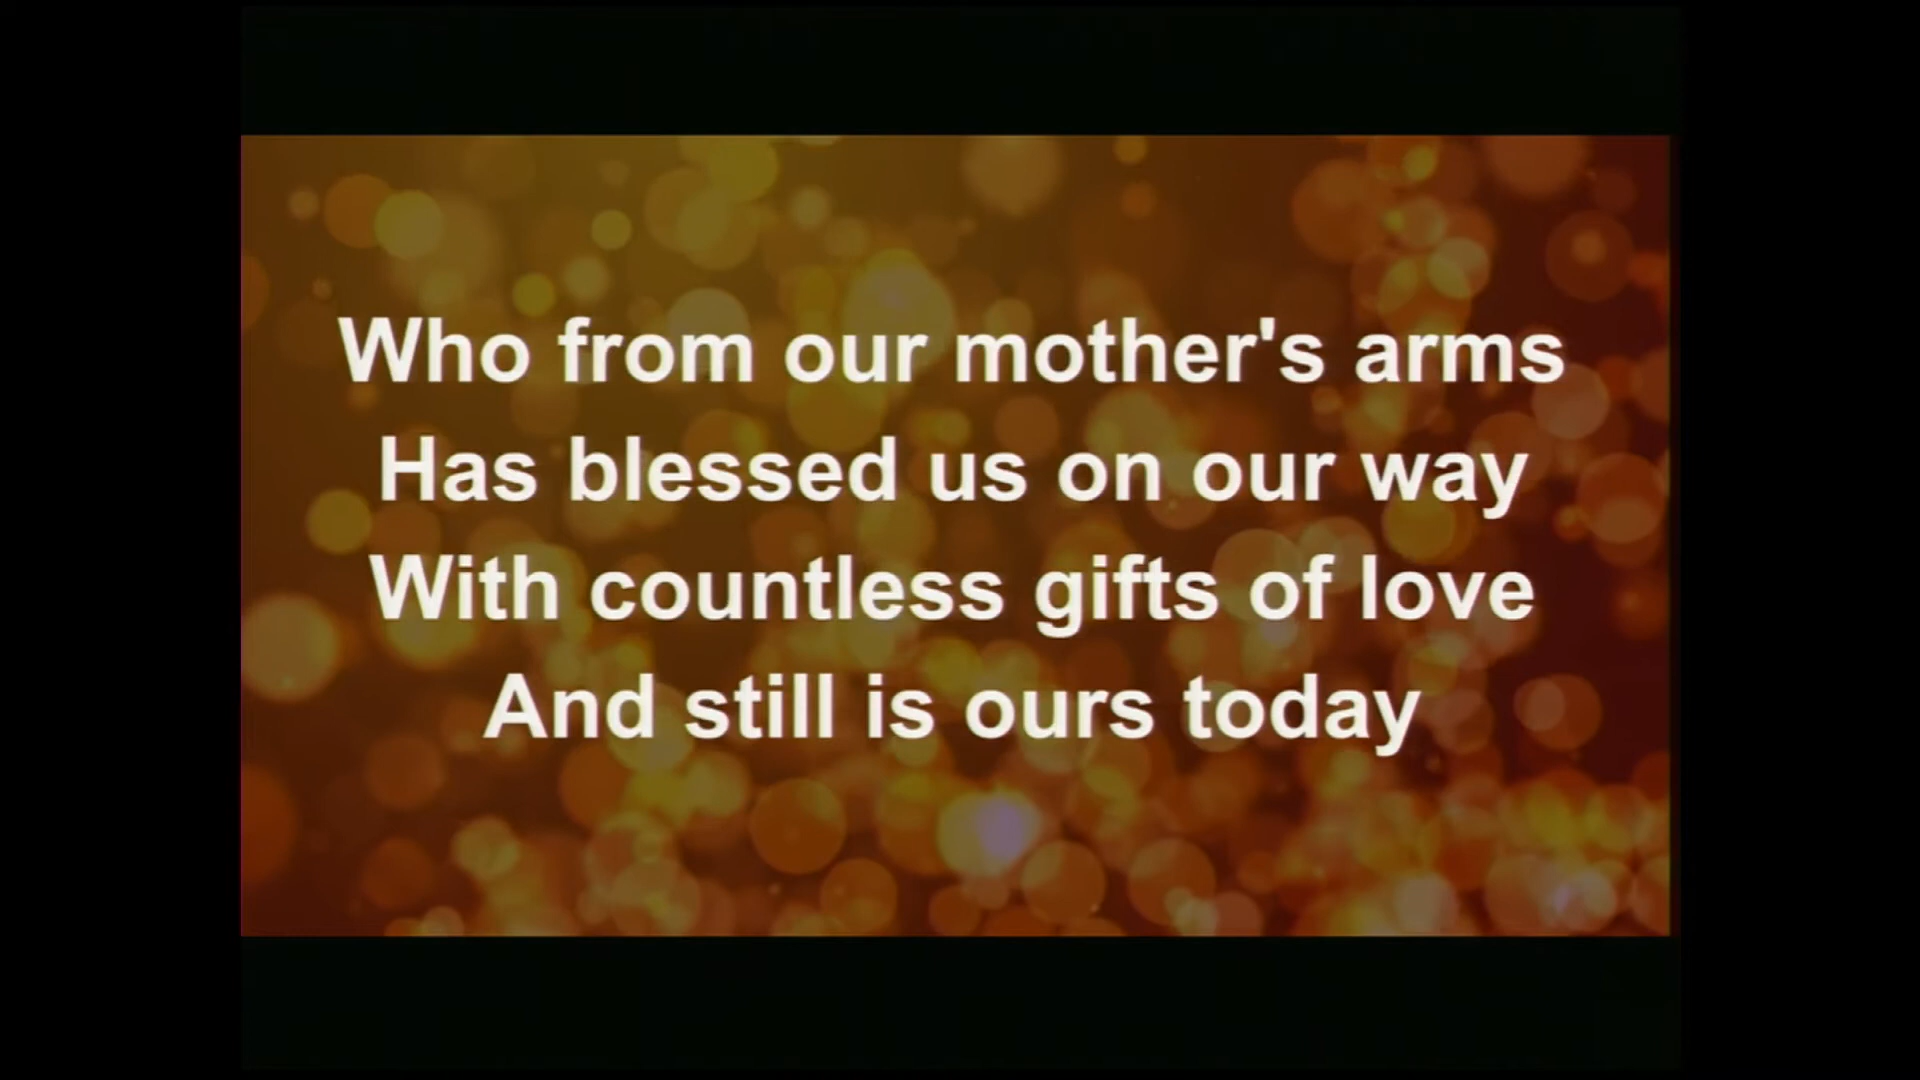 Who from our mother's arms
Has blessed us on our way
With countless gifts of love
And still is ours today